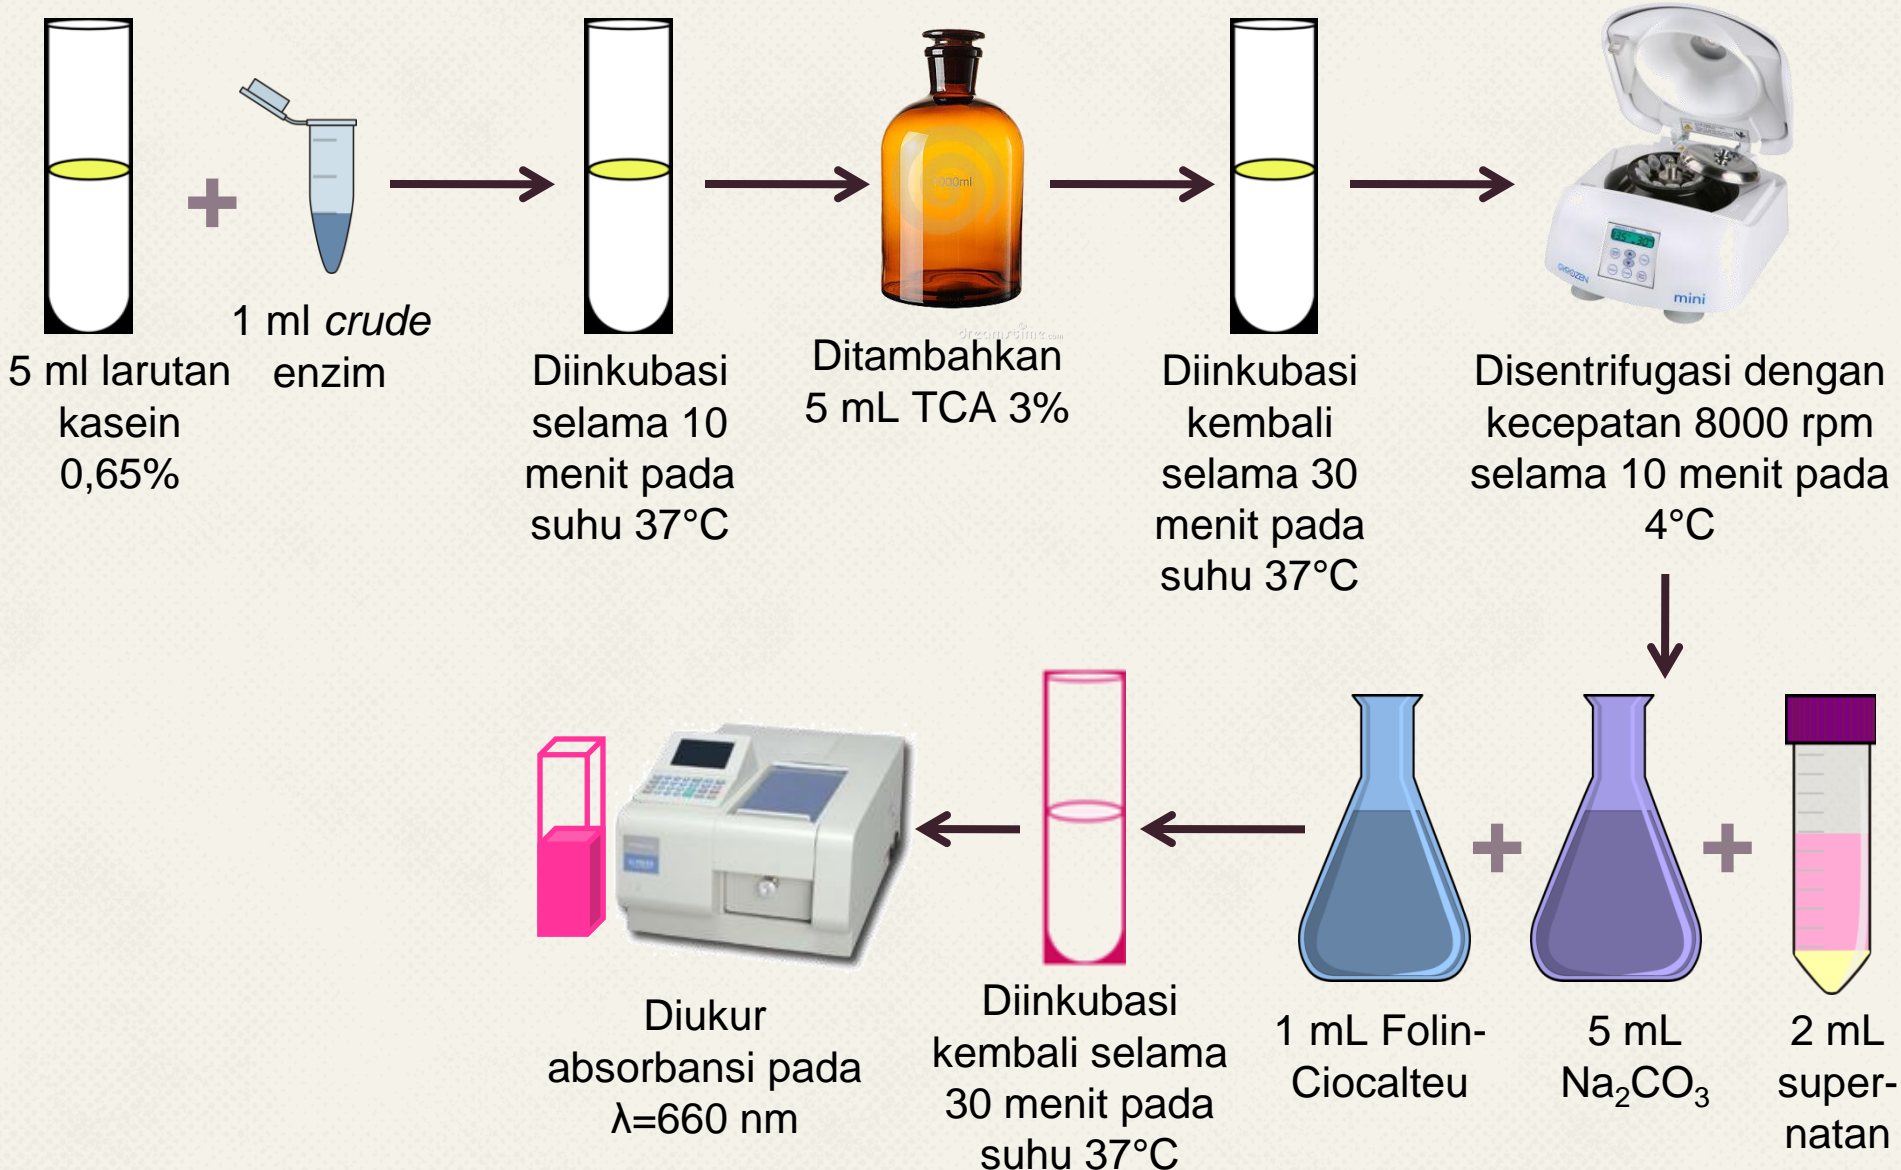 5 ml larutan
kasein
0,65%
1 ml crude
enzim
Diinkubasi
selama 10
menit pada
suhu 37°C
1000ml
dreamstime.com
Ditambahkan
5 mL TCA 3%
Diinkubasi
kembali
selama 30
menit pada
suhu 37°C
mini
Disentrifugasi dengan
kecepatan 8000 rpm
selama 10 menit pada
4°C
1 mL Folin-
Ciocalteu
5 mL
Na₂CO₃
2 mL
super-
natan
Diinkubasi
kembali selama
30 menit pada
suhu 37°C
Diukur
absorbansi pada
λ=660 nm